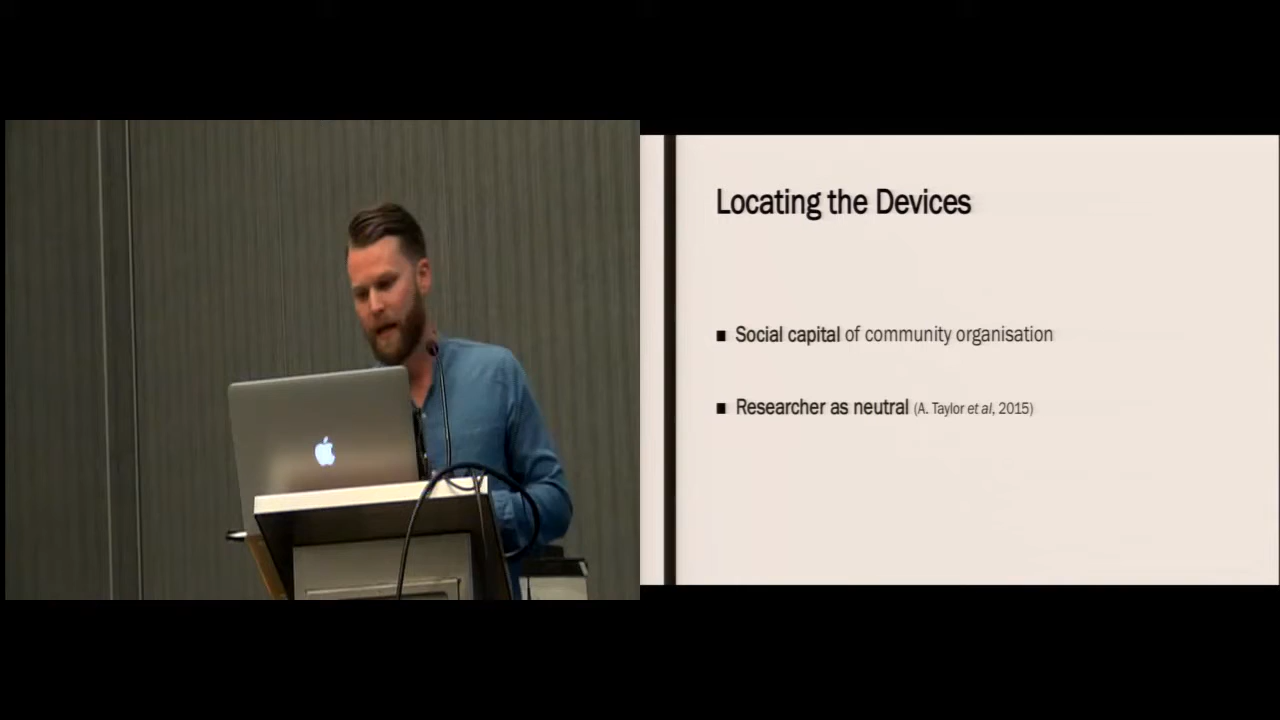 Locating the Devices
■ Social capital of community organisation
■ Researcher as neutral (A. Taylor et al, 2015)